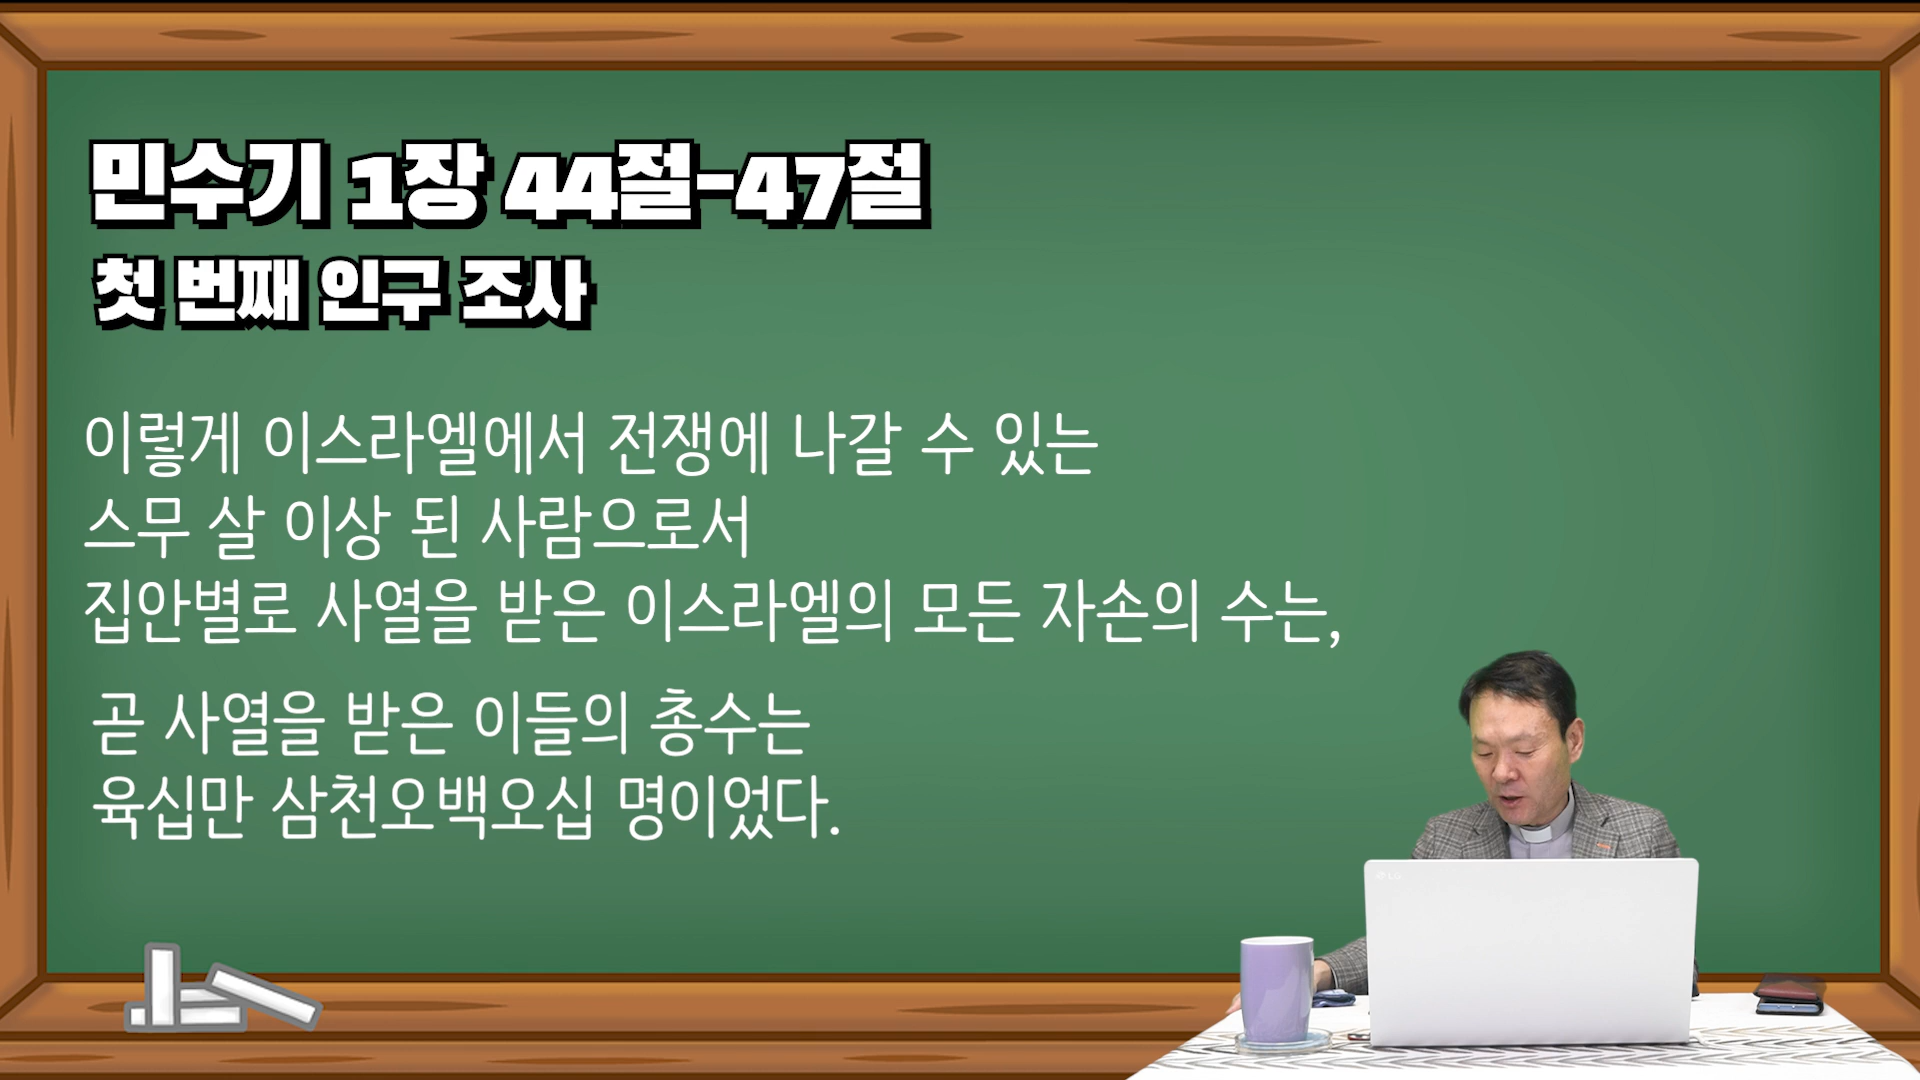 민수기 1장 44절-47절
첫 번째 인구 조사
이렇게 이스라엘에서 전쟁에 나갈 수 있는
스무 살 이상 된 사람으로서
집안별로 사열을 받은 이스라엘의 모든 자손의 수는,
곧 사열을 받은 이들의 총수는
육십만 삼천오백오십 명이었다.
LG